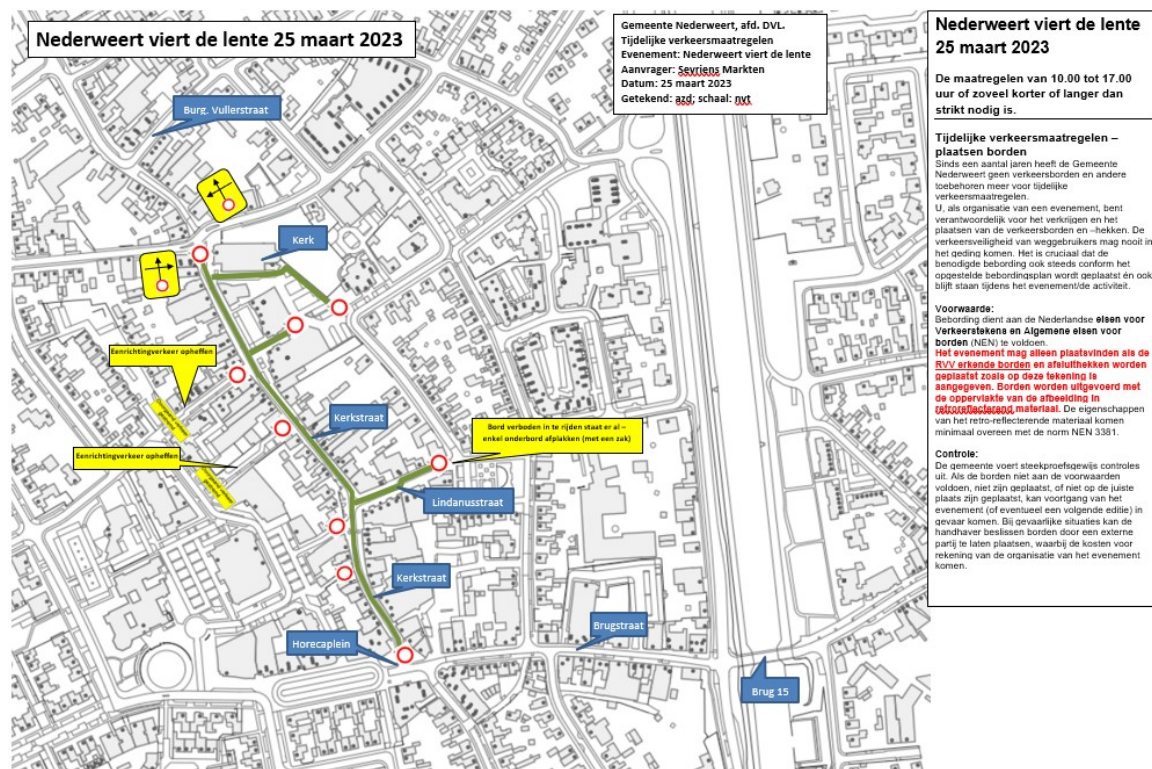 Nederweert viert de lente 25 maart 2023
Gemeente Nederweert, afd. DVL.
Tijdelijke verkeersmaatregelen
Evenement: Nederweert viert de lente
Aanvrager: Sevriens Markten
Datum: 25 maart 2023
Getekend: azd; schaal: nvt
Burg. Vullerstraat
Kerk
Eenrichtingverkeer opheffen
Kerkstraat
Bord verboden in te rijden staat er al –
enkel onderbord afplakken (met een zak)
Eenrichtingverkeer opheffen
Lindanusstraat
Kerkstraat
Horecaplein
Brugstraat
Brug 15
Nederweert viert de lente
25 maart 2023
De maatregelen van 10.00 tot 17.00
uur of zoveel korter of langer dan
strikt nodig is.
Tijdelijke verkeersmaatregelen –
plaatsen borden
Sinds een aantal jaren heeft de Gemeente
Nederweert geen verkeersborden en andere
toebehoren meer voor tijdelijke
verkeersmaatregelen.
U, als organisatie van een evenement, bent
verantwoordelijk voor het verkrijgen en het
plaatsen van de verkeersborden en –hekken. De
verkeersveiligheid van weggebruikers mag nooit in
het geding komen. Het is cruciaal dat de
benodigde bebording ook steeds conform het
opgestelde bebordingsplan wordt geplaatst én ook
blijft staan tijdens het evenement/de activiteit.
Voorwaarde:
Bebording dient aan de Nederlandse eisen voor
Verkeerstekens en Algemene eisen voor
borden (NEN) te voldoen.
Het evenement mag alleen plaatsvinden als de
RVV erkende borden en afsluithekken worden
geplaatst zoals op deze tekening is
aangegeven. Borden worden uitgevoerd met
de oppervlakte van de afbeelding in
retroreflecterend materiaal. De eigenschappen
van het retro-reflecterende materiaal komen
minimaal overeen met de norm NEN 3381.
Controle:
De gemeente voert steekproefsgewijs controles
uit. Als de borden niet aan de voorwaarden
voldoen, niet zijn geplaatst, of niet op de juiste
plaats zijn geplaatst, kan voortgang van het
evenement (of eventueel een volgende editie) in
gevaar komen. Bij gevaarlijke situaties kan de
handhaver beslissen borden door een externe
partij te laten plaatsen, waarbij de kosten voor
rekening van de organisatie van het evenement
komen.